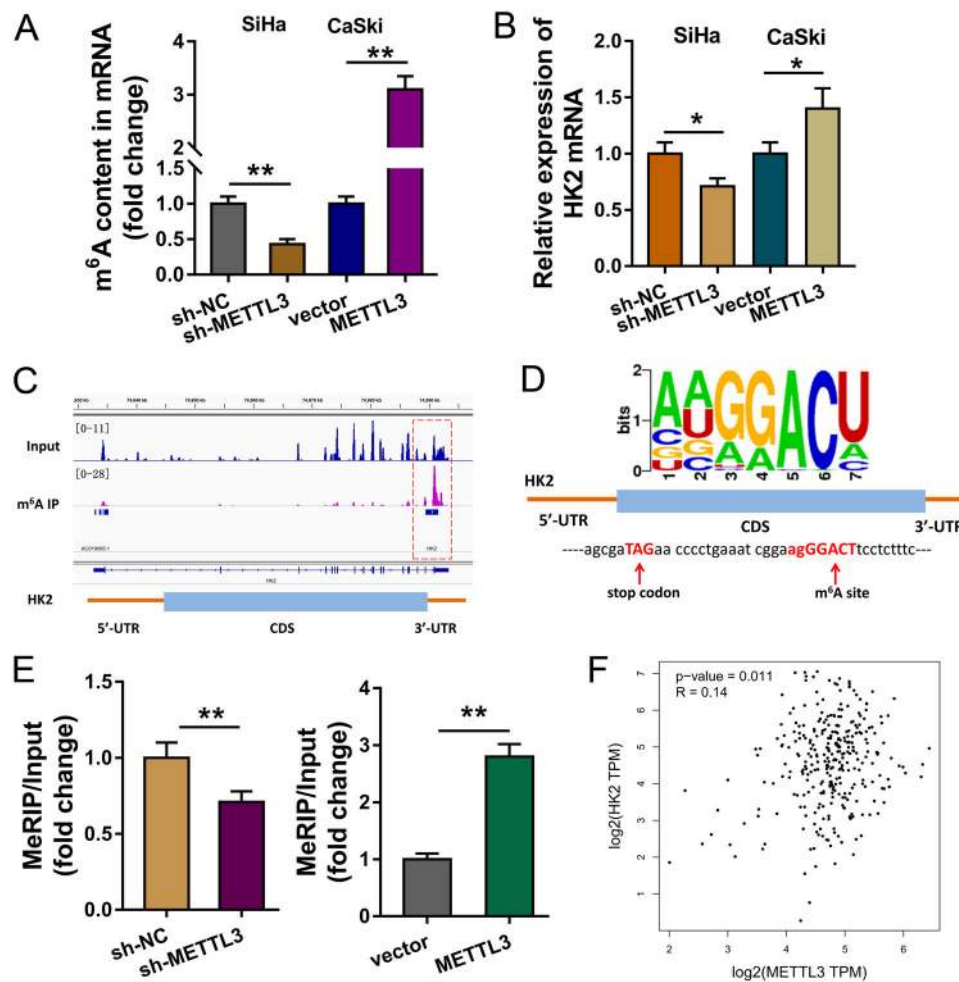 A
SiHa CaSki
m⁶A content in mRNA
(fold change)
** **
4
3
2
1.5
1.0
0.5
0.0
sh-NC
sh-METTL3
vector
METTL3
B
SiHa CaSki
Relative expression of
HK2 mRNA
* *
2.0
1.5
1.0
0.5
0.0
sh-NC
sh-METTL3
vector
METTL3
C
Input
[0-11]
m⁶A IP
[0-28]
HK2
HK2
HK2
5'-UTR CDS 3'-UTR
D
bits
2
1
0
1 2 3 4 5 6 7
HK2
5'-UTR CDS 3'-UTR
----agcgaTAGaa cccctgaaat cggaagGGACTtcctctttc---
stop codon m⁶A site
E
MeRIP/Input
(fold change)
**
1.5
1.0
0.5
0.0
sh-NC
sh-METTL3
MeRIP/Input
(fold change)
**
4
3
2
1
0
vector
METTL3
F
p-value = 0.011
R = 0.14
log2(HK2 TPM)
7
6
5
4
3
2
1
2 3 4 5 6
log2(METTL3 TPM)